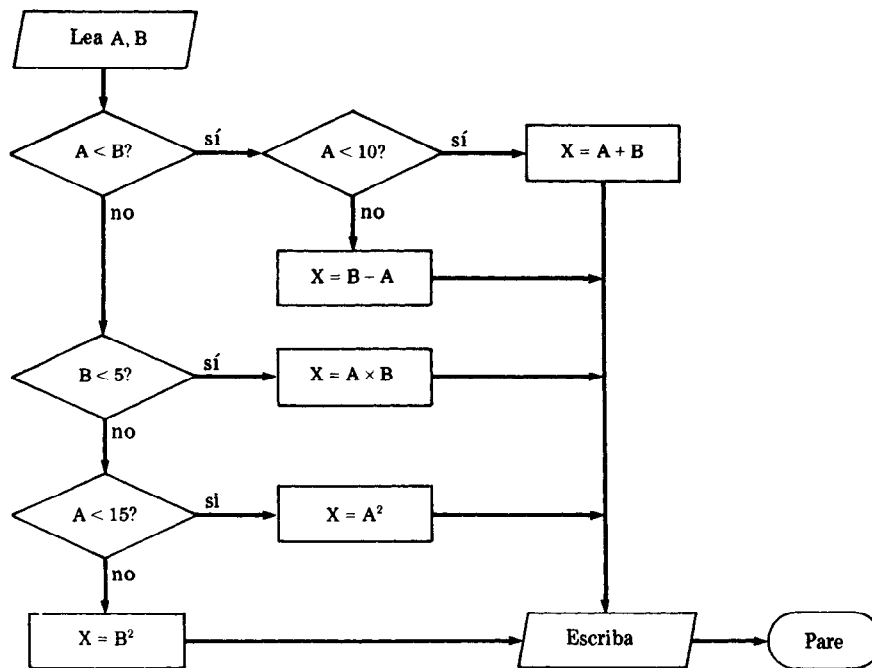 Lea A, B
A < B?
sí
A < 10?
sí
X = A + B
no
no
X = B − A
B < 5?
sí
X = A × B
no
A < 15?
si
X = A²
no
X = B²
Escriba
Pare